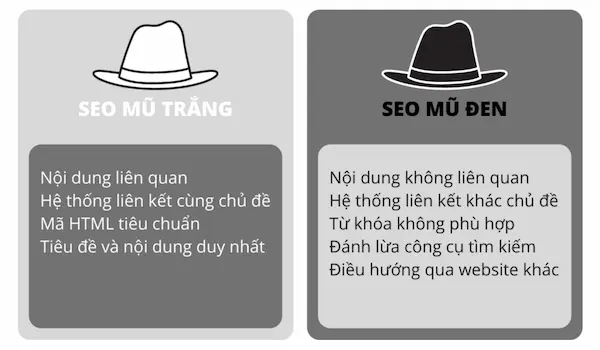 SEO MŨ TRẮNG
Nội dung liên quan
Hệ thống liên kết cùng chủ đề
Mã HTML tiêu chuẩn
Tiêu đề và nội dung duy nhất
SEO MŨ ĐEN
Nội dung không liên quan
Hệ thống liên kết khác chủ đề
Từ khóa không phù hợp
Đánh lừa công cụ tìm kiếm
Điều hướng qua website khác